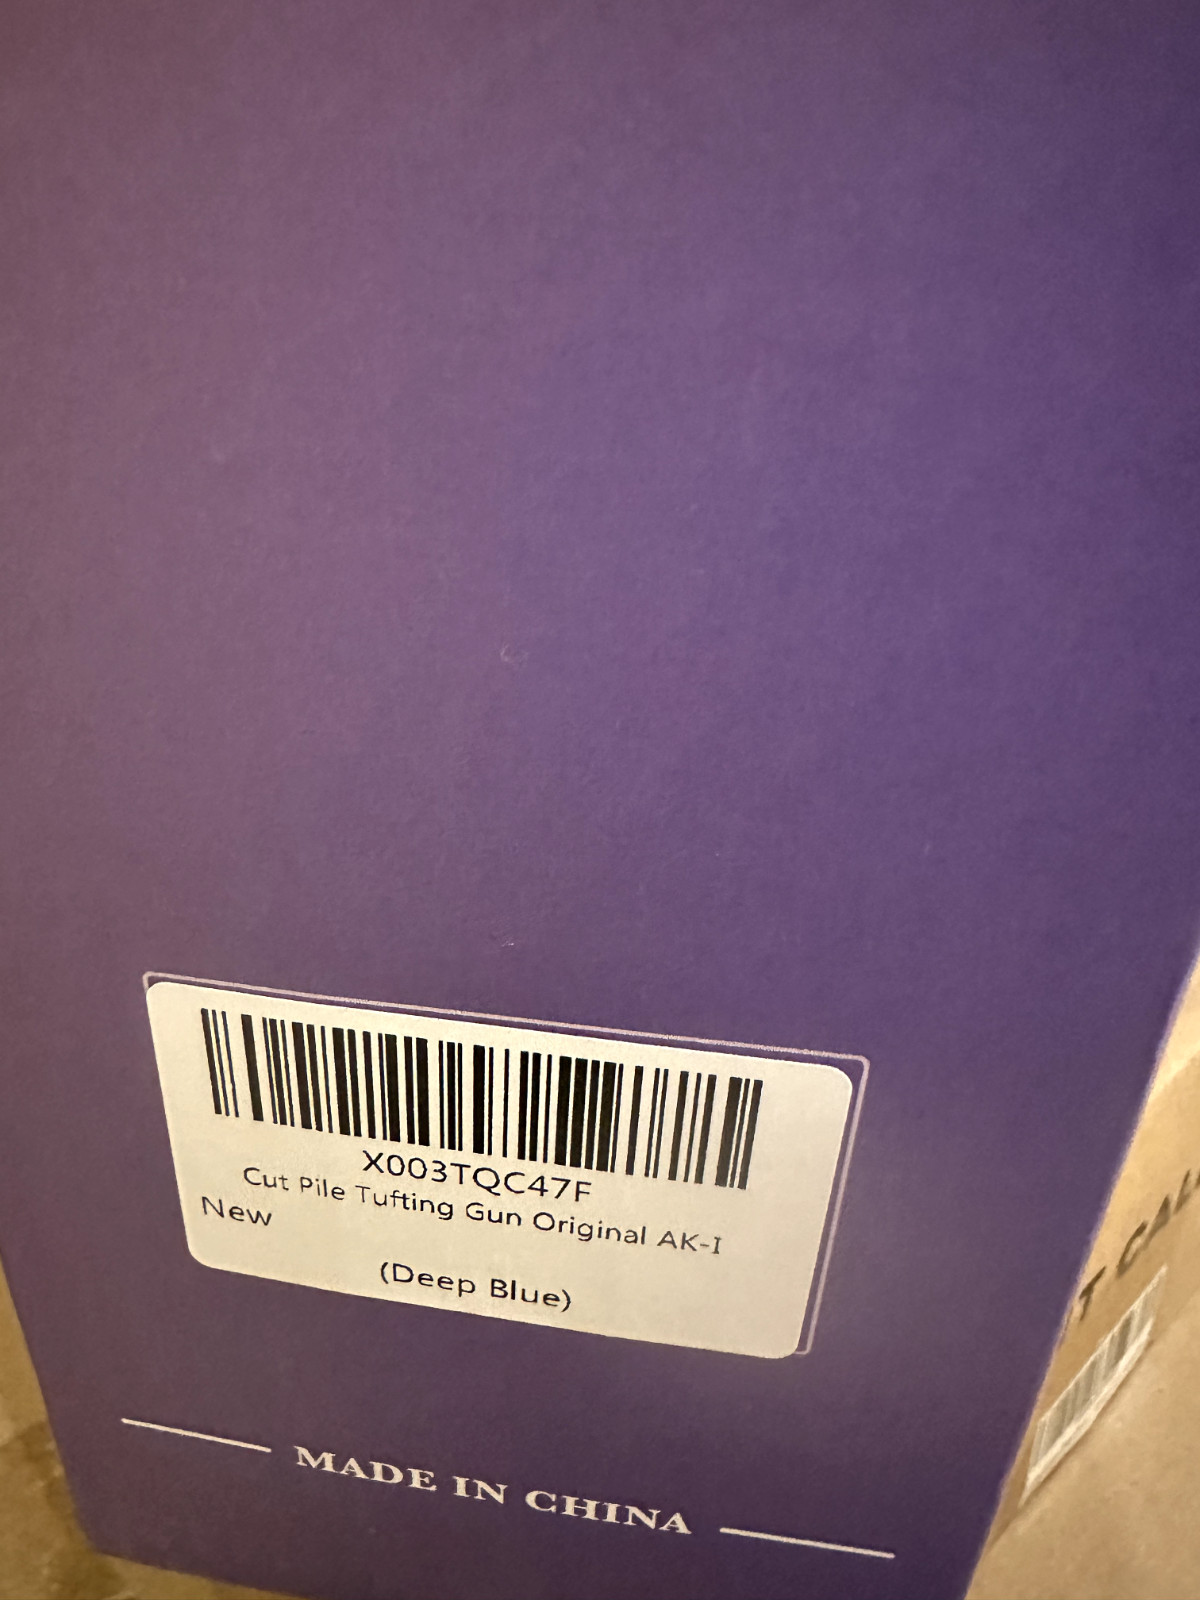 X003TQC47F
Cut Pile Tufting Gun Original AK-I
New
(Deep Blue)
MADE IN CHINA